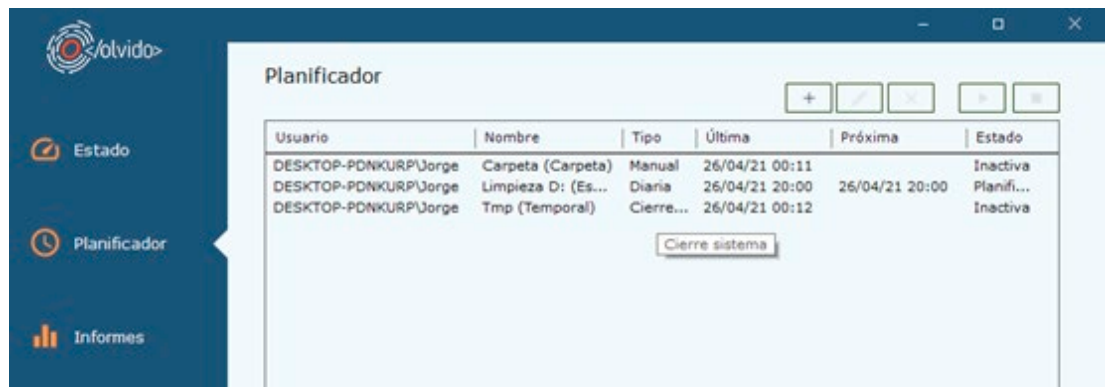 </olvido>
Planificador
Estado
Planificador
Informes
Usuario Nombre Tipo Última Próxima Estado
DESKTOP-PDNKURP\Jorge Carpeta (Carpeta) Manual 26/04/21 00:11 Inactiva
DESKTOP-PDNKURP\Jorge Limpieza D: (Es... Diaria 26/04/21 20:00 26/04/21 20:00 Planifi...
DESKTOP-PDNKURP\Jorge Tmp (Temporal) Cierre... 26/04/21 00:12 Inactiva
Cierre sistema